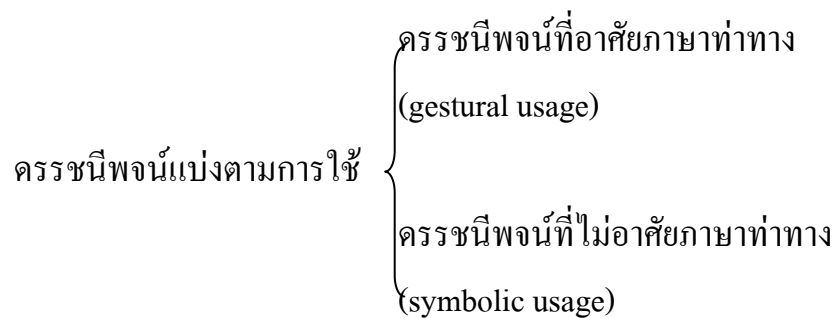 ดรรชนีพจน์ที่อาศัยภาษาท่าทาง
(gestural usage)
ดรรชนีพจน์แบ่งตามการใช้
ดรรชนีพจน์ที่ไม่อาศัยภาษาท่าทาง
(symbolic usage)